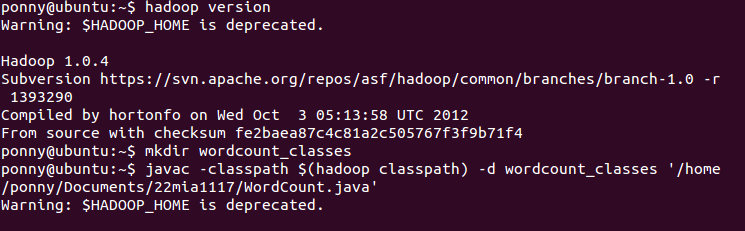 ponny@ubuntu:~$ hadoop version
Warning: $HADOOP_HOME is deprecated.

Hadoop 1.0.4
Subversion https://svn.apache.org/repos/asf/hadoop/common/branches/branch-1.0 -r
 1393290
Compiled by hortonfo on Wed Oct  3 05:13:58 UTC 2012
From source with checksum fe2baea87c4c81a2c505767f3f9b71f4
ponny@ubuntu:~$ mkdir wordcount_classes
ponny@ubuntu:~$ javac -classpath $(hadoop classpath) -d wordcount_classes '/home
/ponny/Documents/22mia1117/WordCount.java'
Warning: $HADOOP_HOME is deprecated.